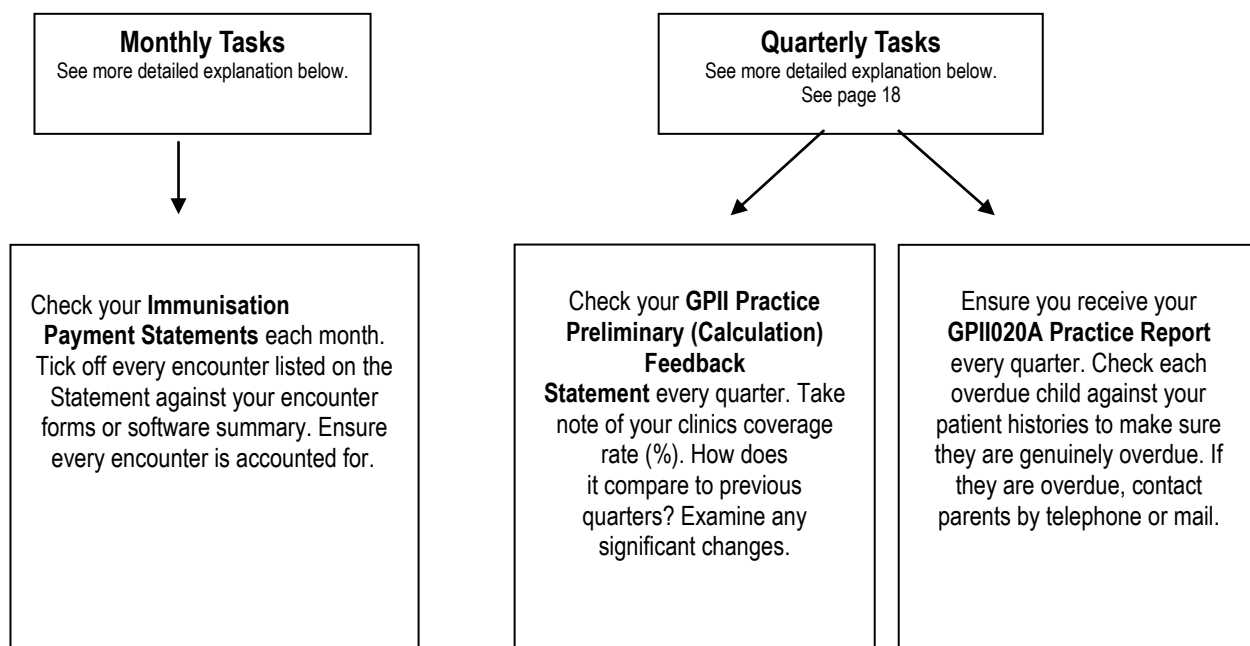 Monthly Tasks
See more detailed explanation below.
Quarterly Tasks
See more detailed explanation below.
See page 18
Check your Immunisation
Payment Statements each month.
Tick off every encounter listed on the
Statement against your encounter
forms or software summary. Ensure
every encounter is accounted for.
Check your GPII Practice
Preliminary (Calculation)
Feedback
Statement every quarter. Take
note of your clinics coverage
rate (%). How does
it compare to previous
quarters? Examine any
significant changes.
Ensure you receive your
GPII020A Practice Report
every quarter. Check each
overdue child against your
patient histories to make sure
they are genuinely overdue. If
they are overdue, contact
parents by telephone or mail.